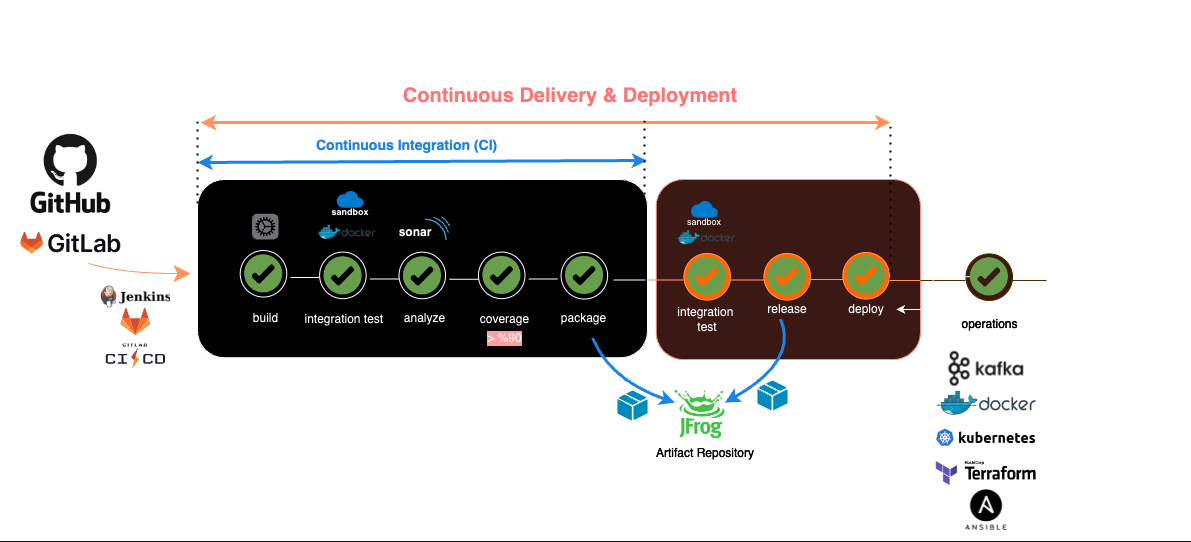 Continuous Delivery & Deployment
Continuous Integration (CI)
GitHub
GitLab
Jenkins
GITLAB
CI CD
sandbox
docker
sonar
build
integration test
analyze
coverage
> %90
package
sandbox
docker
integration
test
release
deploy
operations
JFrog
Artifact Repository
kafka
docker
kubernetes
HashiCorp
Terraform
ANSIBLE